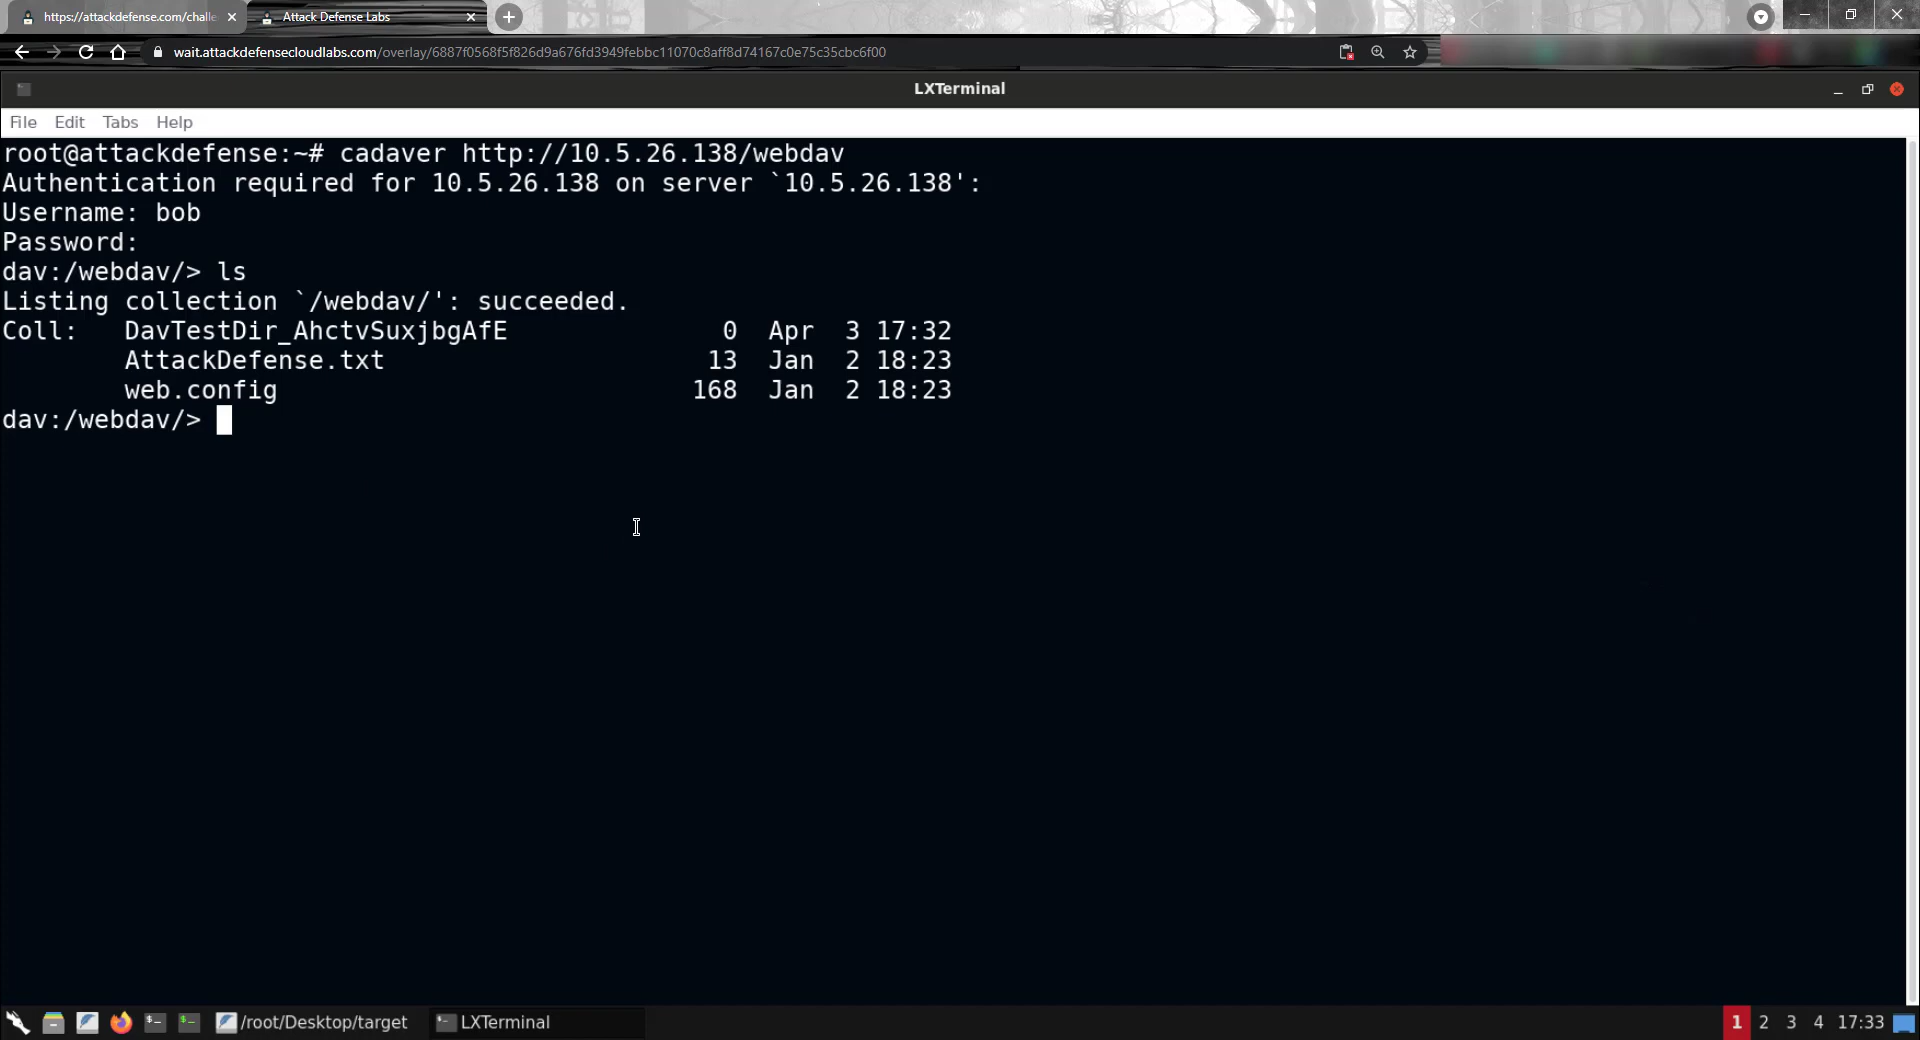 https://attackdefense.com/challe
Attack Defense Labs
wait.attackdefensecloudlabs.com/overlay/6887f0568f5f826d9a676fd3949febbc11070c8aff8d74167c0e75c35cbc6f00
LXTerminal
File Edit Tabs Help
root@attackdefense:~# cadaver http://10.5.26.138/webdav
Authentication required for 10.5.26.138 on server `10.5.26.138':
Username: bob
Password:
dav:/webdav/> ls
Listing collection `/webdav/': succeeded.
Coll:   DavTestDir_AhctvSuxjbgAfE              0  Apr  3 17:32
        AttackDefense.txt                     13  Jan  2 18:23
        web.config                           168  Jan  2 18:23
dav:/webdav/>
/root/Desktop/target LXTerminal 1 2 3 4 17:33